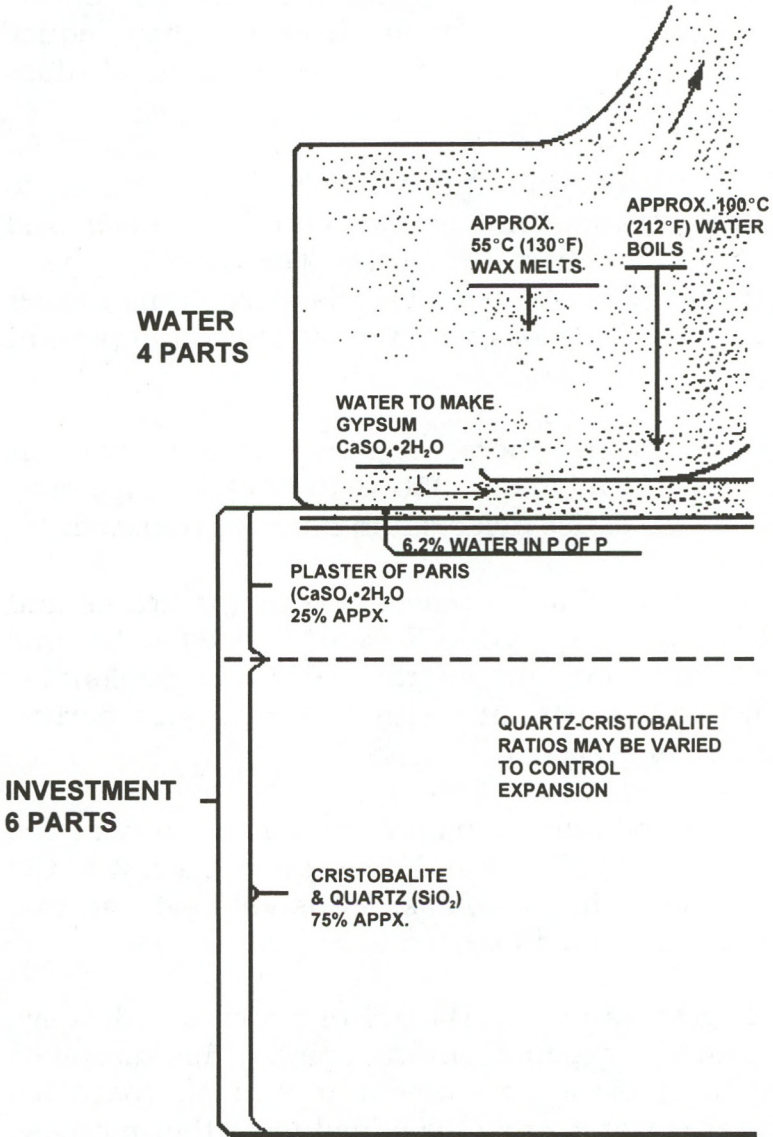 APPROX.
55°C (130°F)
WAX MELTS
APPROX. 100°C
(212°F) WATER
BOILS
WATER
4 PARTS
WATER TO MAKE
GYPSUM
CaSO₄•2H₂O
6.2% WATER IN P OF P
PLASTER OF PARIS
(CaSO₄•2H₂O
25% APPX.
QUARTZ-CRISTOBALITE
RATIOS MAY BE VARIED
TO CONTROL
EXPANSION
INVESTMENT
6 PARTS
CRISTOBALITE
& QUARTZ (SiO₂)
75% APPX.